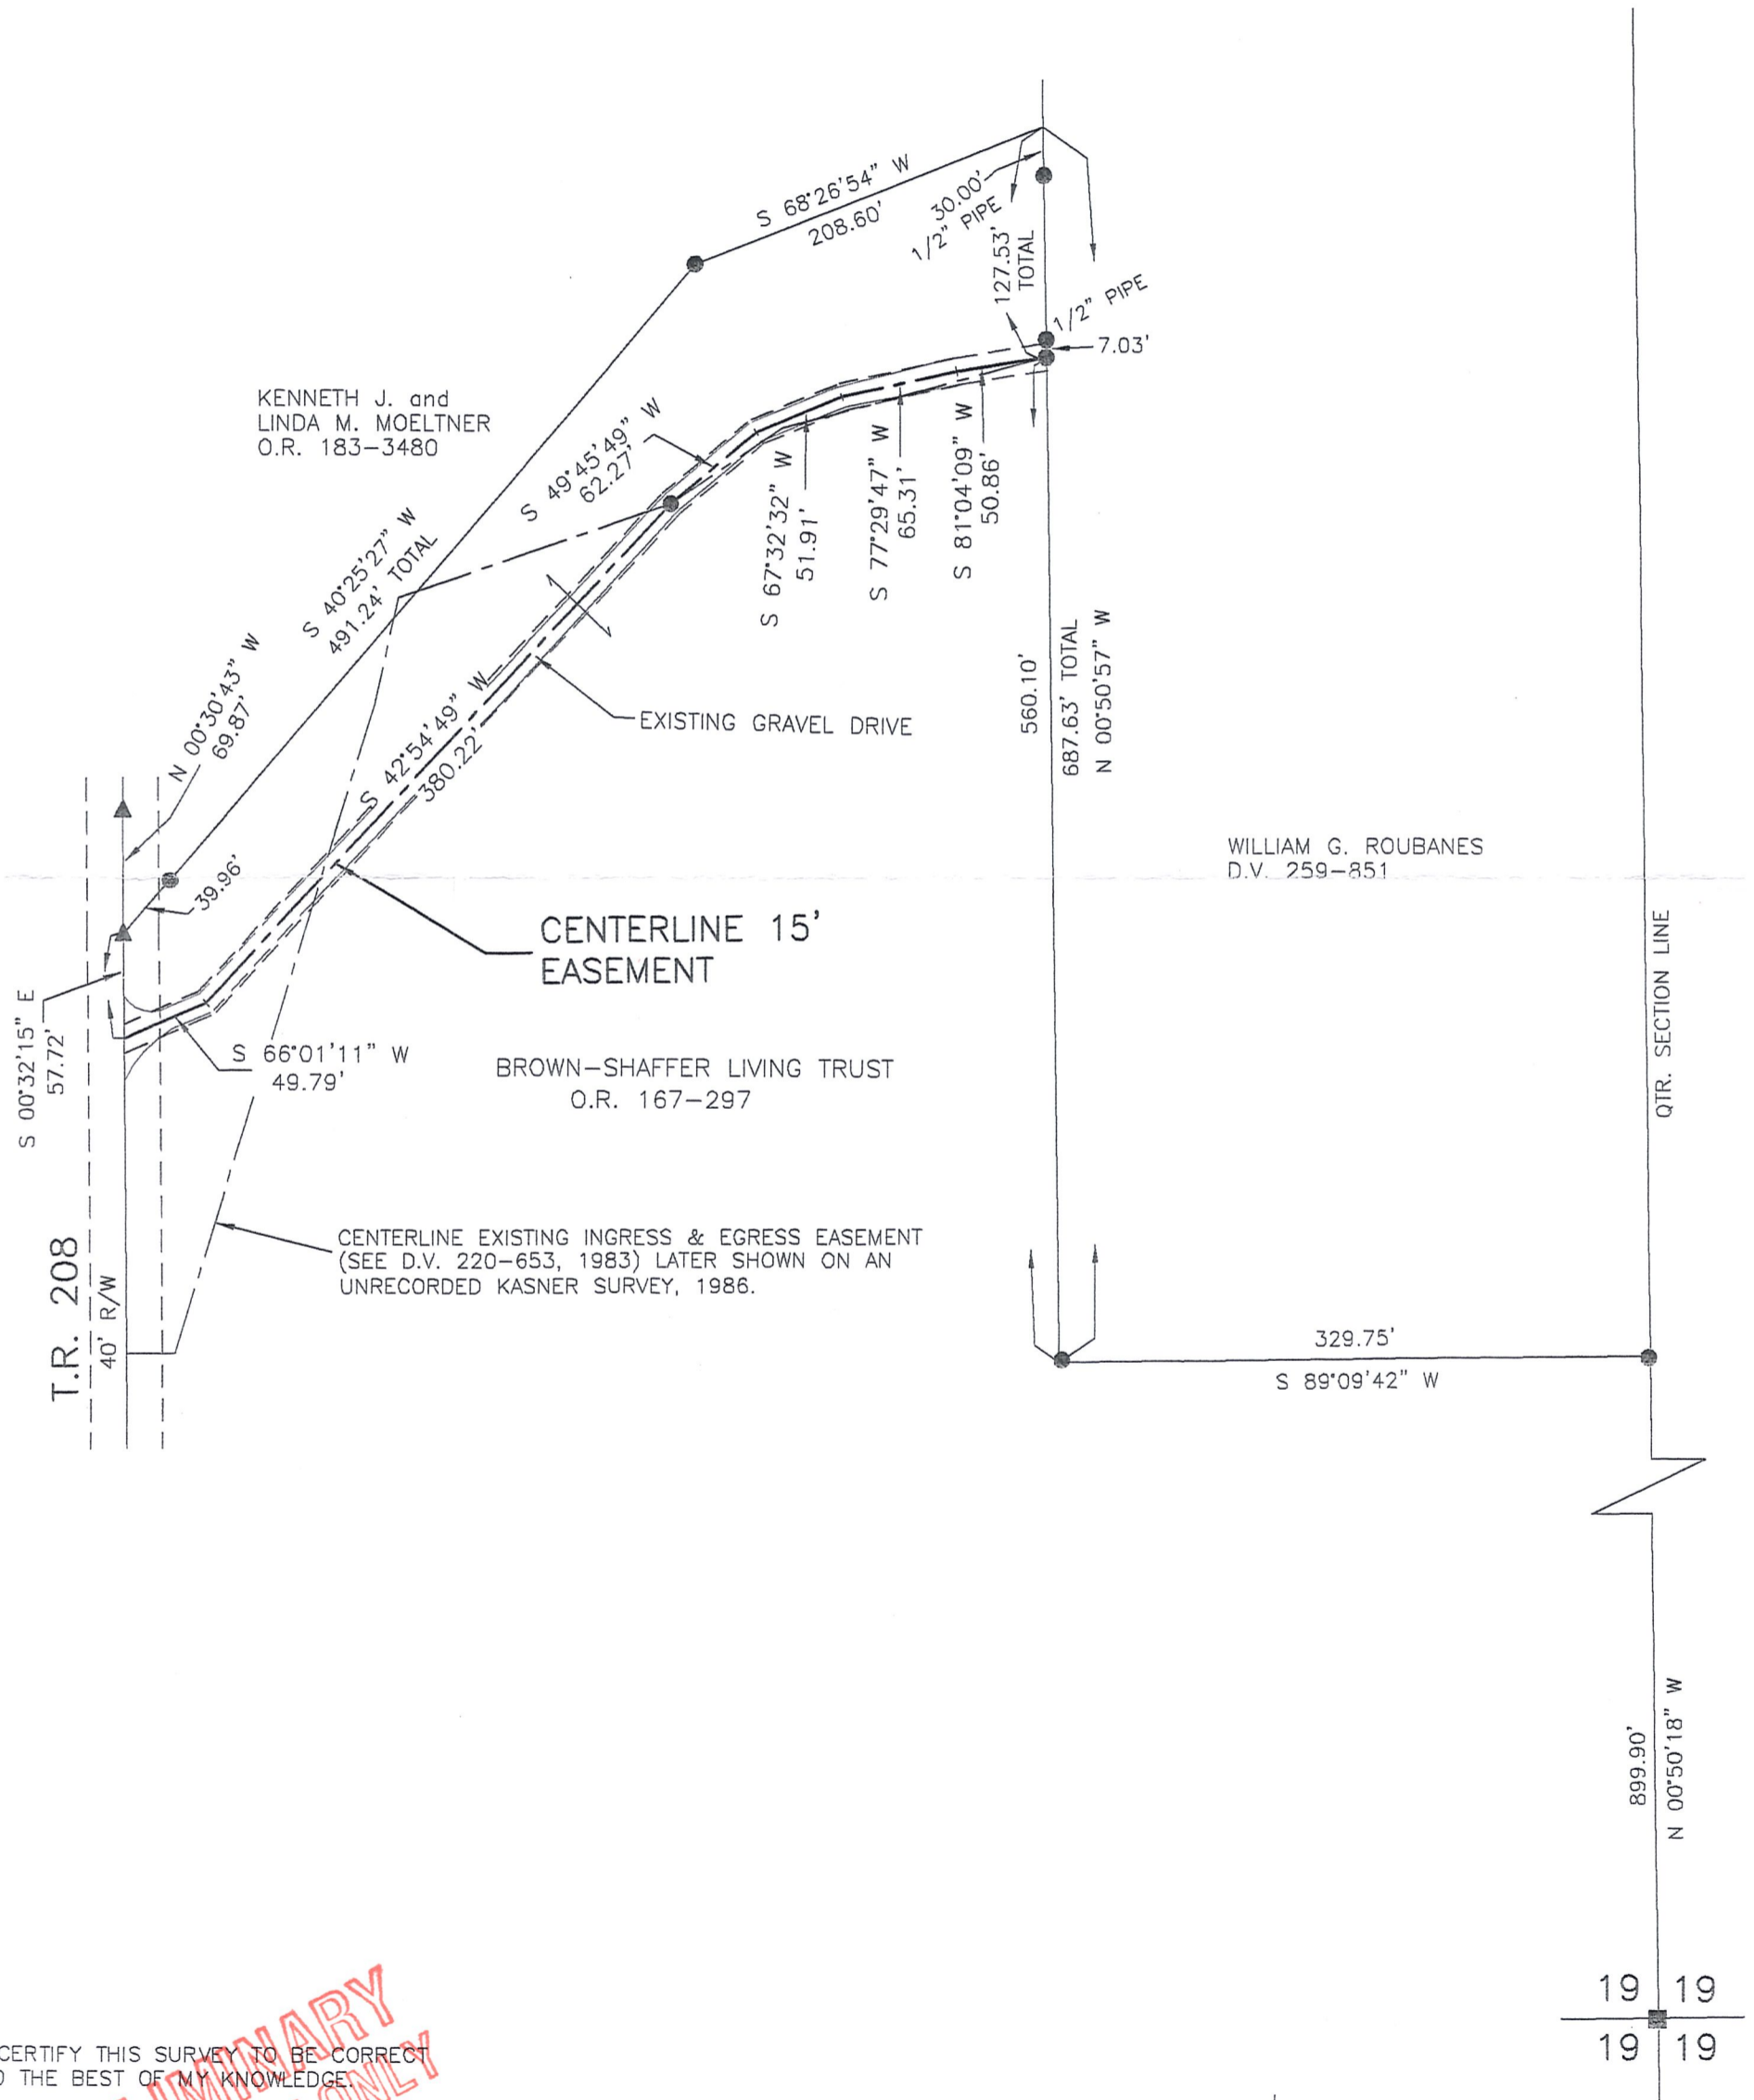 S 68°26'54" W
208.60'
30.00'
1/2" PIPE
127.53'
TOTAL
1/2" PIPE
7.03'
KENNETH J. and
LINDA M. MOELTNER
O.R. 183-3480
S 49°45'49" W
62.27'
S 67°32'32" W
51.91'
S 77°29'47" W
65.31'
S 81°04'09" W
50.86'
S 40°25'27" W
491.24' TOTAL
N 00°30'43" W
69.87'
S 42°54'49" W
380.22'
EXISTING GRAVEL DRIVE
560.10'
687.63' TOTAL
N 00°50'57" W
WILLIAM G. ROUBANES
D.V. 259-851
39.96'
CENTERLINE 15'
EASEMENT
QTR. SECTION LINE
S 00°32'15" E
57.72'
S 66°01'11" W
49.79'
BROWN-SHAFFER LIVING TRUST
O.R. 167-297
CENTERLINE EXISTING INGRESS & EGRESS EASEMENT
(SEE D.V. 220-653, 1983) LATER SHOWN ON AN
UNRECORDED KASNER SURVEY, 1986.
T.R. 208
40' R/W
329.75'
S 89°09'42" W
899.90'
N 00°50'18" W
19 19
19 19
CERTIFY THIS SURVEY TO BE CORRECT
THE BEST OF MY KNOWLEDGE.
ONLY